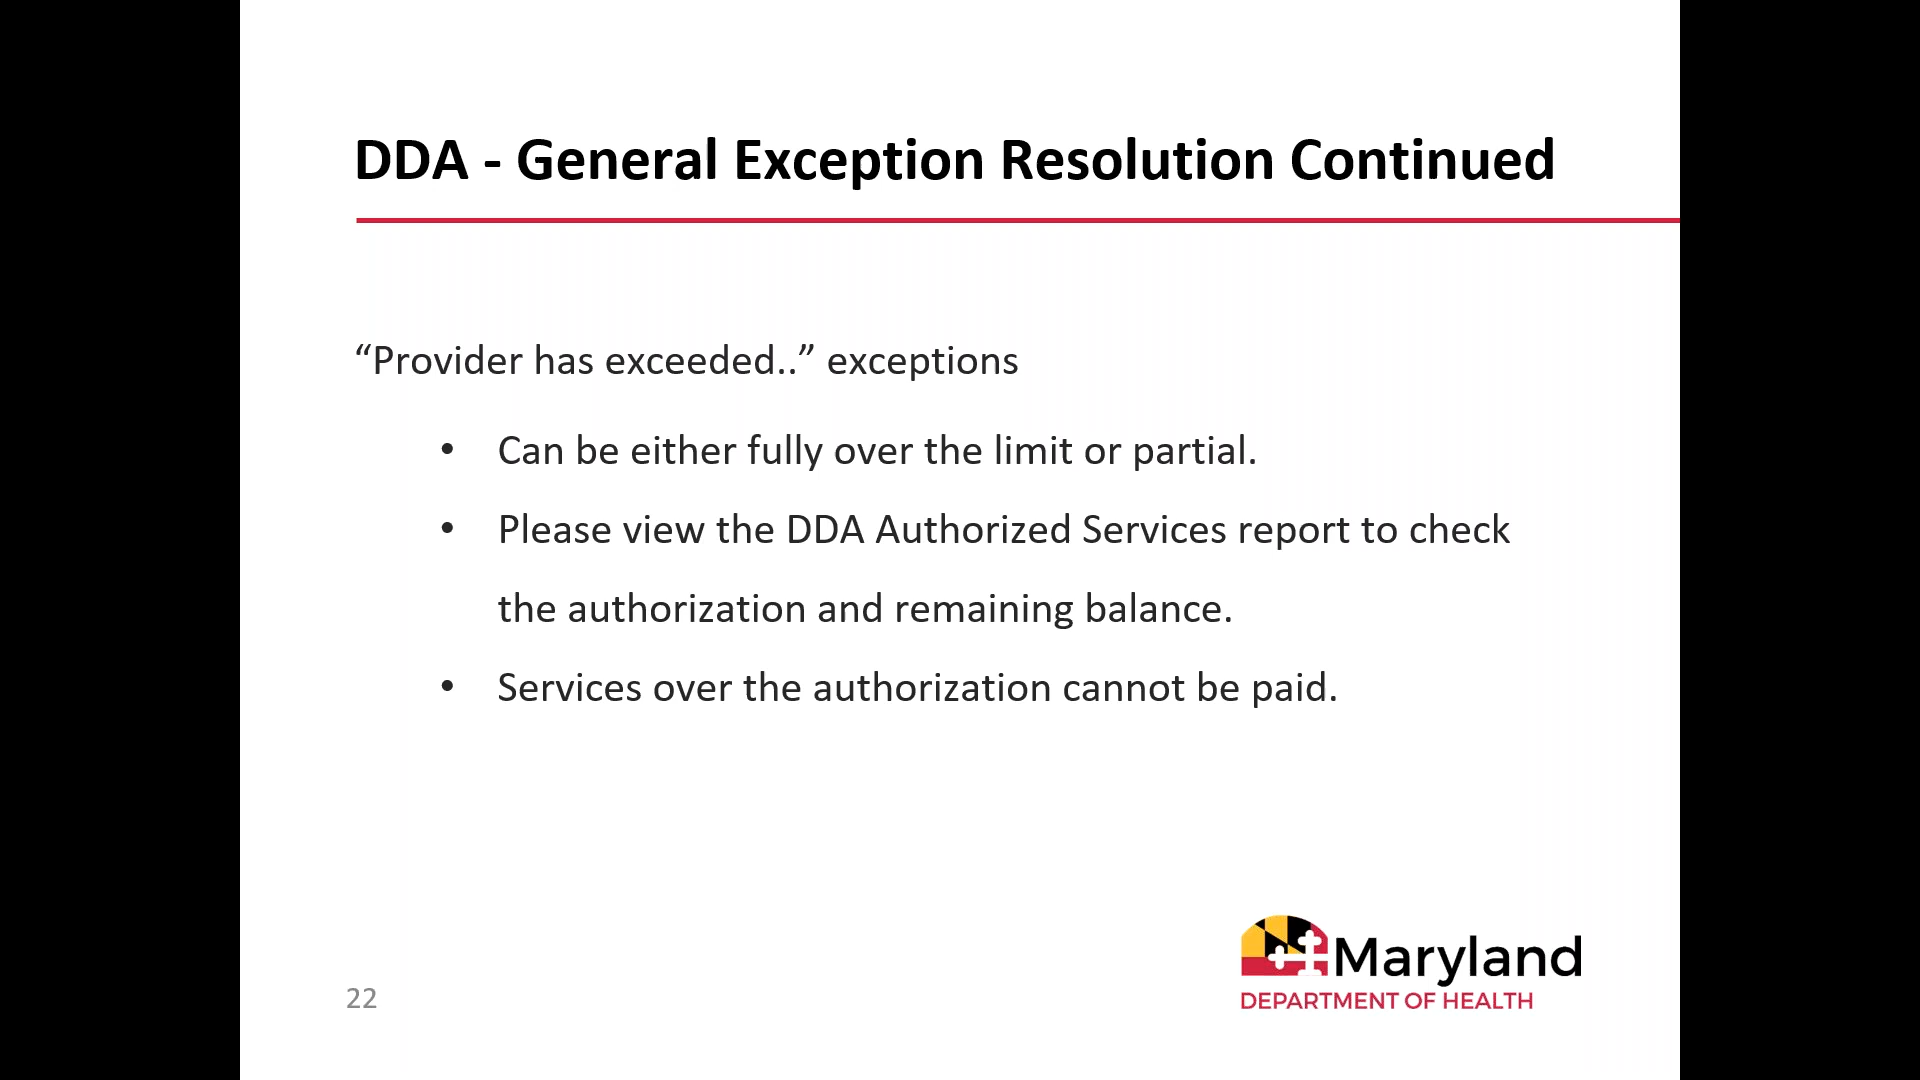 DDA - General Exception Resolution Continued
“Provider has exceeded..” exceptions
• Can be either fully over the limit or partial.
• Please view the DDA Authorized Services report to check
the authorization and remaining balance.
• Services over the authorization cannot be paid.
Maryland
DEPARTMENT OF HEALTH
22